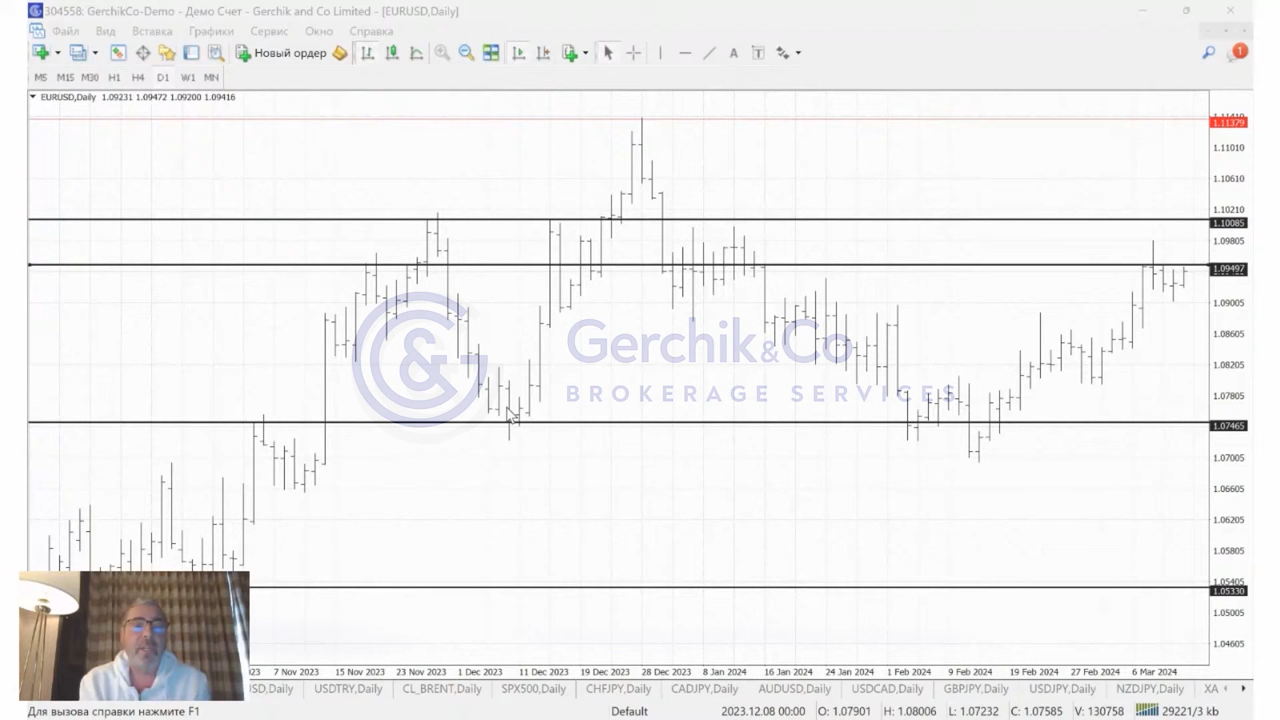 304558: GerchikCo-Demo - Демо Счет - Gerchik and Co Limited - [EURUSD,Daily]
Файл Вид Вставка Графики Сервис Окно Справка
Новый ордер
1
M5 M15 M30 H1 H4 D1 W1 MN
EURUSD,Daily 1.09231 1.09472 1.09200 1.09416
1.11379
1.11010
1.10610
1.10210
1.10085
1.09805
1.09497
1.09005
1.08605
1.08205
1.07805
1.07465
1.07005
1.06605
1.06205
1.05805
1.05405
1.05330
1.05005
1.04605
Gerchik&Co
BROKERAGE SERVICES
2023 7 Nov 2023 15 Nov 2023 23 Nov 2023 1 Dec 2023 11 Dec 2023 19 Dec 2023 28 Dec 2023 8 Jan 2024 16 Jan 2024 24 Jan 2024 1 Feb 2024 9 Feb 2024 19 Feb 2024 27 Feb 2024 6 Mar 2024
SD,Daily USDTRY,Daily CL_BRENT,Daily SPX500,Daily CHFJPY,Daily CADJPY,Daily AUDUSD,Daily USDCAD,Daily GBPJPY,Daily USDJPY,Daily NZDJPY,Daily XA
Для вызова справки нажмите F1 Default 2023.12.08 00:00 O: 1.07901 H: 1.08006 L: 1.07232 C: 1.07585 V: 130758 29221/3 kb